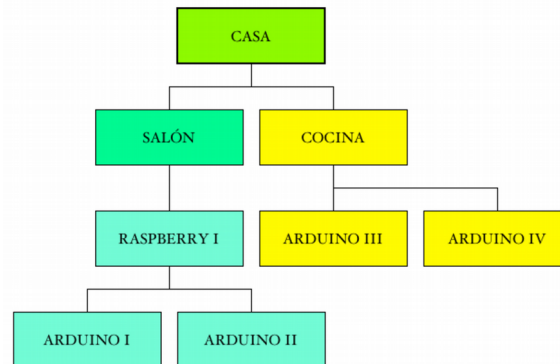 CASA
SALÓN
COCINA
RASPBERRY I
ARDUINO III
ARDUINO IV
ARDUINO I
ARDUINO II